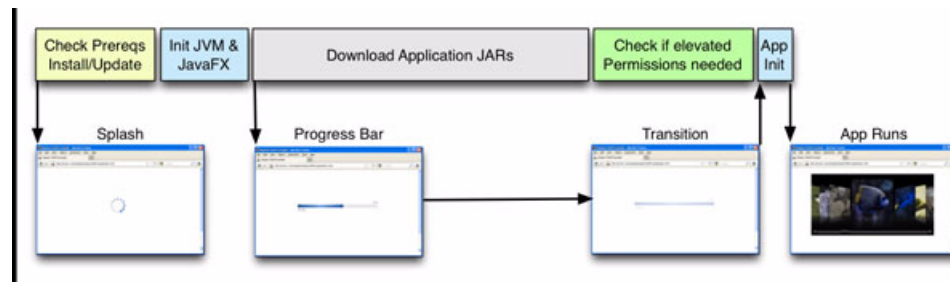 Check Prereqs
Install/Update
Init JVM &
JavaFX
Download Application JARs
Check if elevated
Permissions needed
App
Init
Splash
Progress Bar
Transition
App Runs